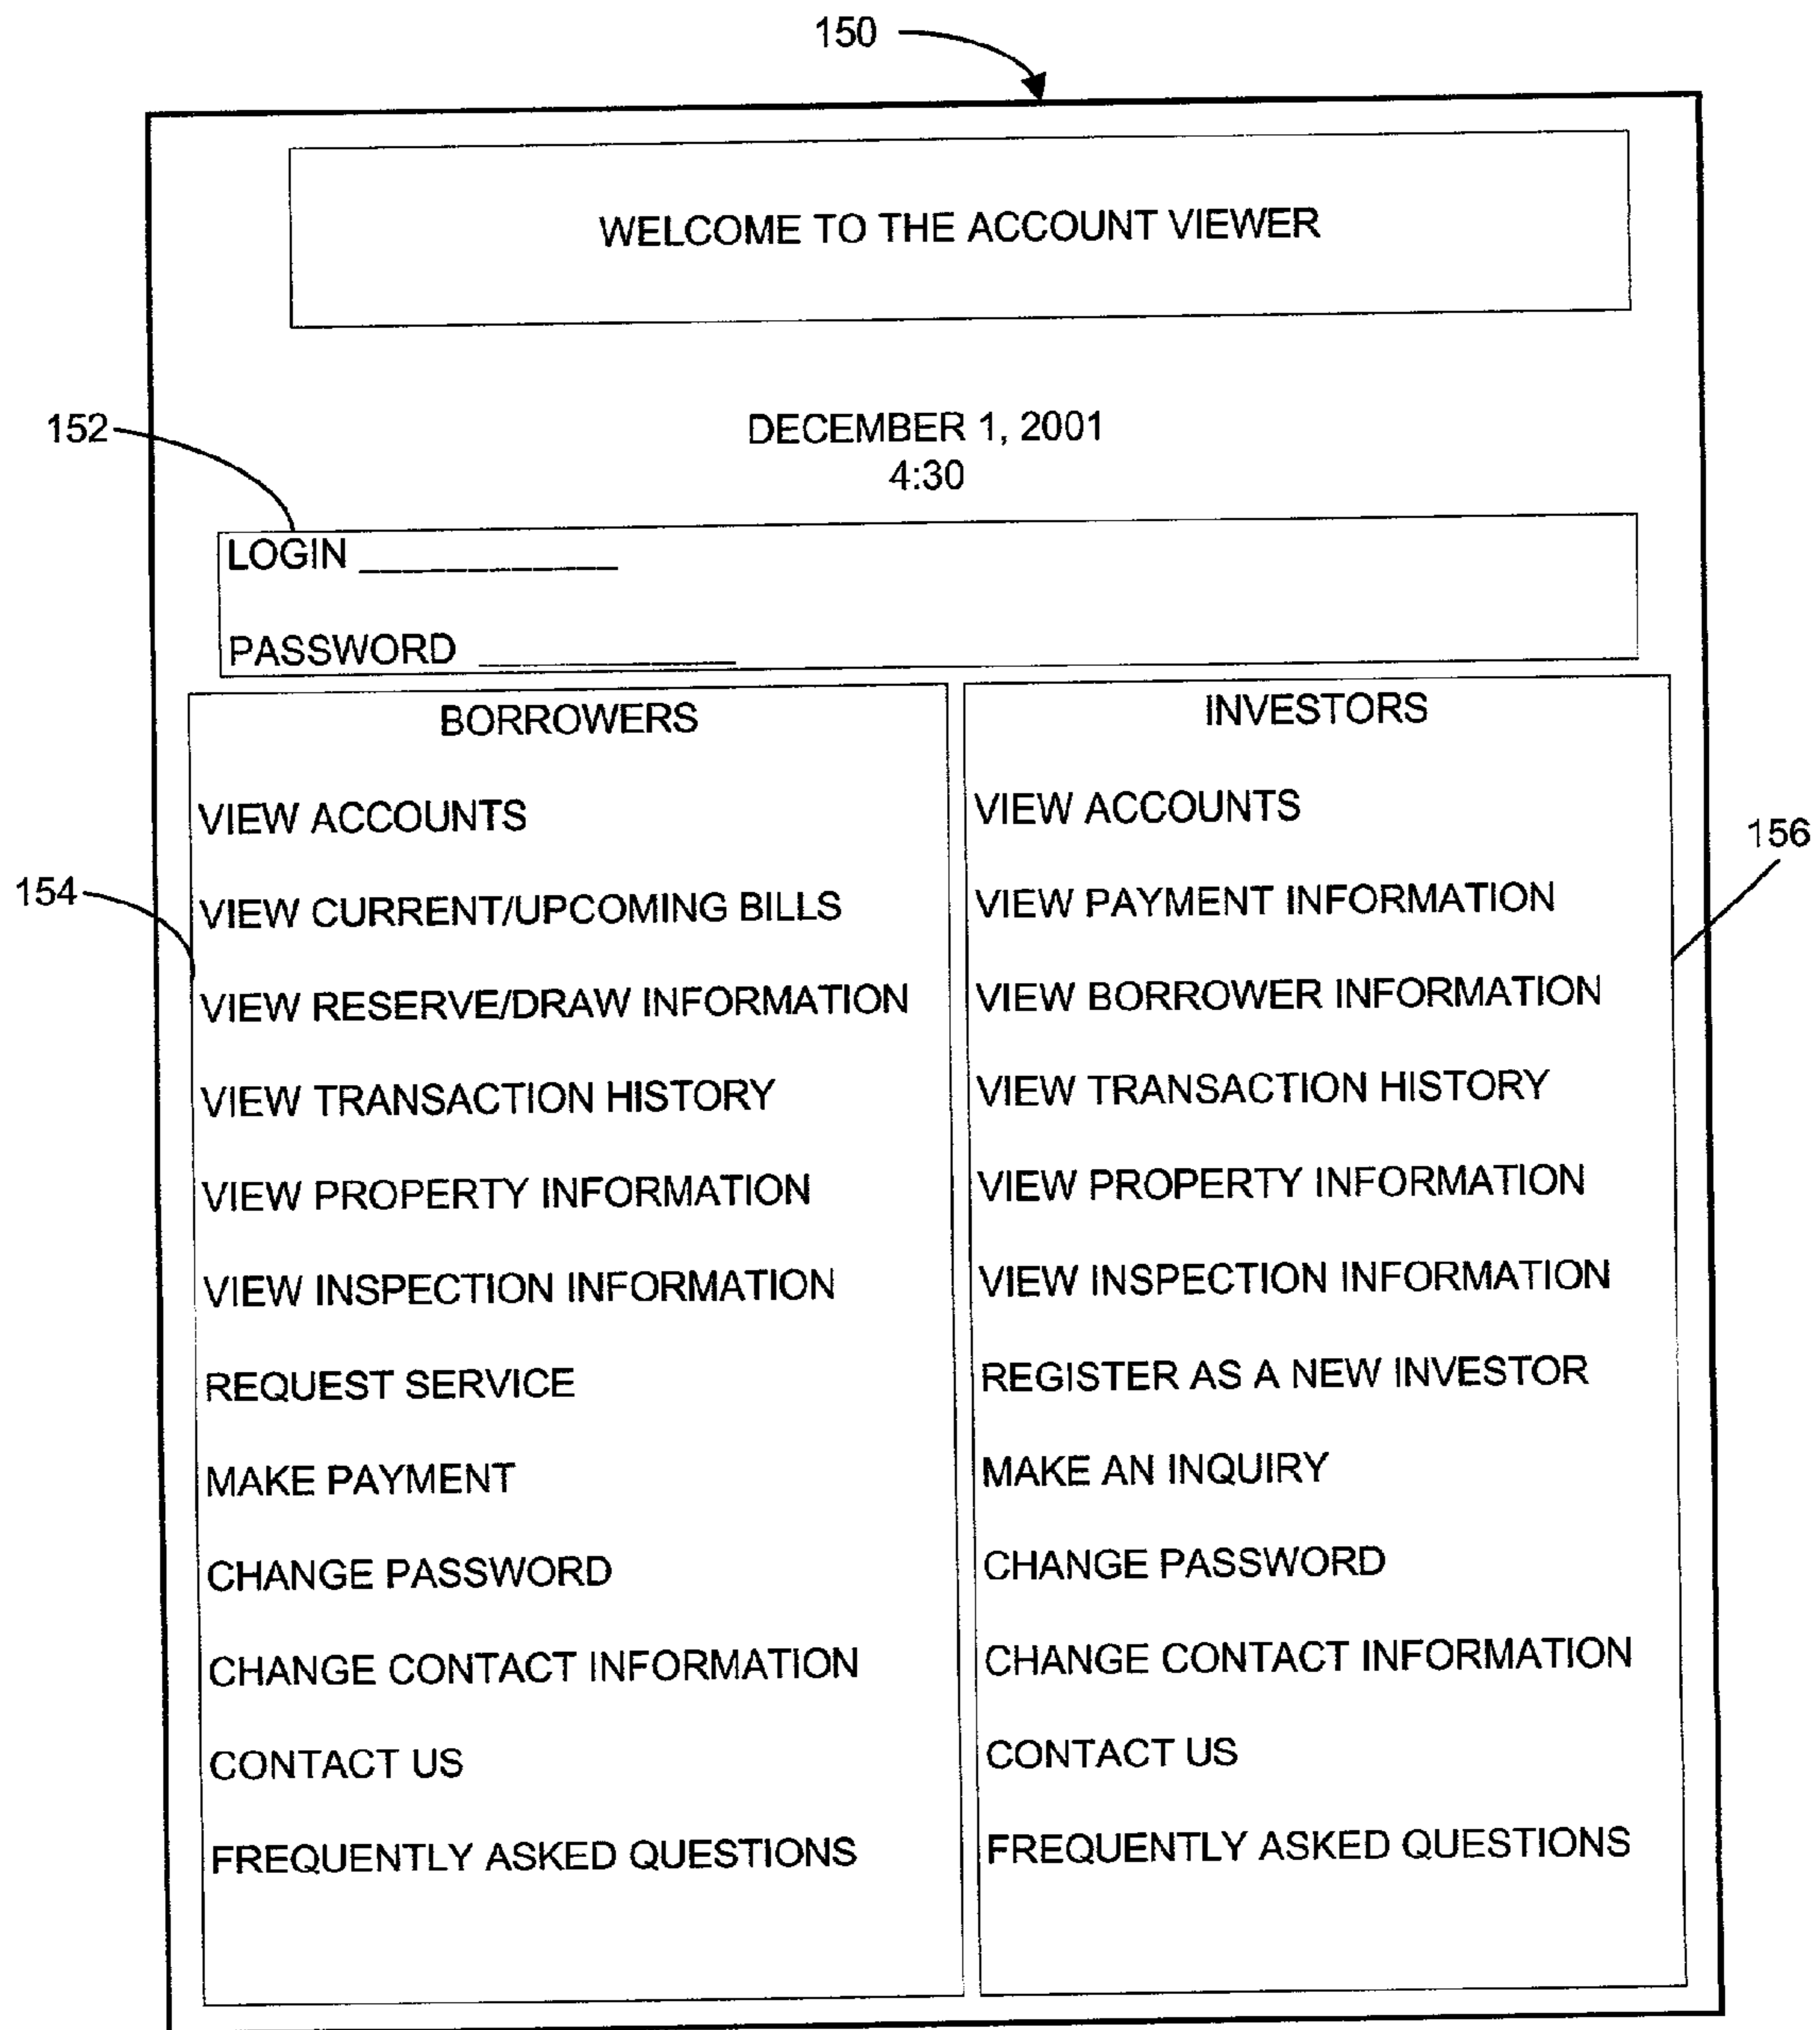 150
WELCOME TO THE ACCOUNT VIEWER
152
DECEMBER 1, 2001
4:30
LOGIN ___________
PASSWORD ___________
BORROWERS
VIEW ACCOUNTS
154
VIEW CURRENT/UPCOMING BILLS
VIEW RESERVE/DRAW INFORMATION
VIEW TRANSACTION HISTORY
VIEW PROPERTY INFORMATION
VIEW INSPECTION INFORMATION
REQUEST SERVICE
MAKE PAYMENT
CHANGE PASSWORD
CHANGE CONTACT INFORMATION
CONTACT US
FREQUENTLY ASKED QUESTIONS
INVESTORS
VIEW ACCOUNTS
156
VIEW PAYMENT INFORMATION
VIEW BORROWER INFORMATION
VIEW TRANSACTION HISTORY
VIEW PROPERTY INFORMATION
VIEW INSPECTION INFORMATION
REGISTER AS A NEW INVESTOR
MAKE AN INQUIRY
CHANGE PASSWORD
CHANGE CONTACT INFORMATION
CONTACT US
FREQUENTLY ASKED QUESTIONS